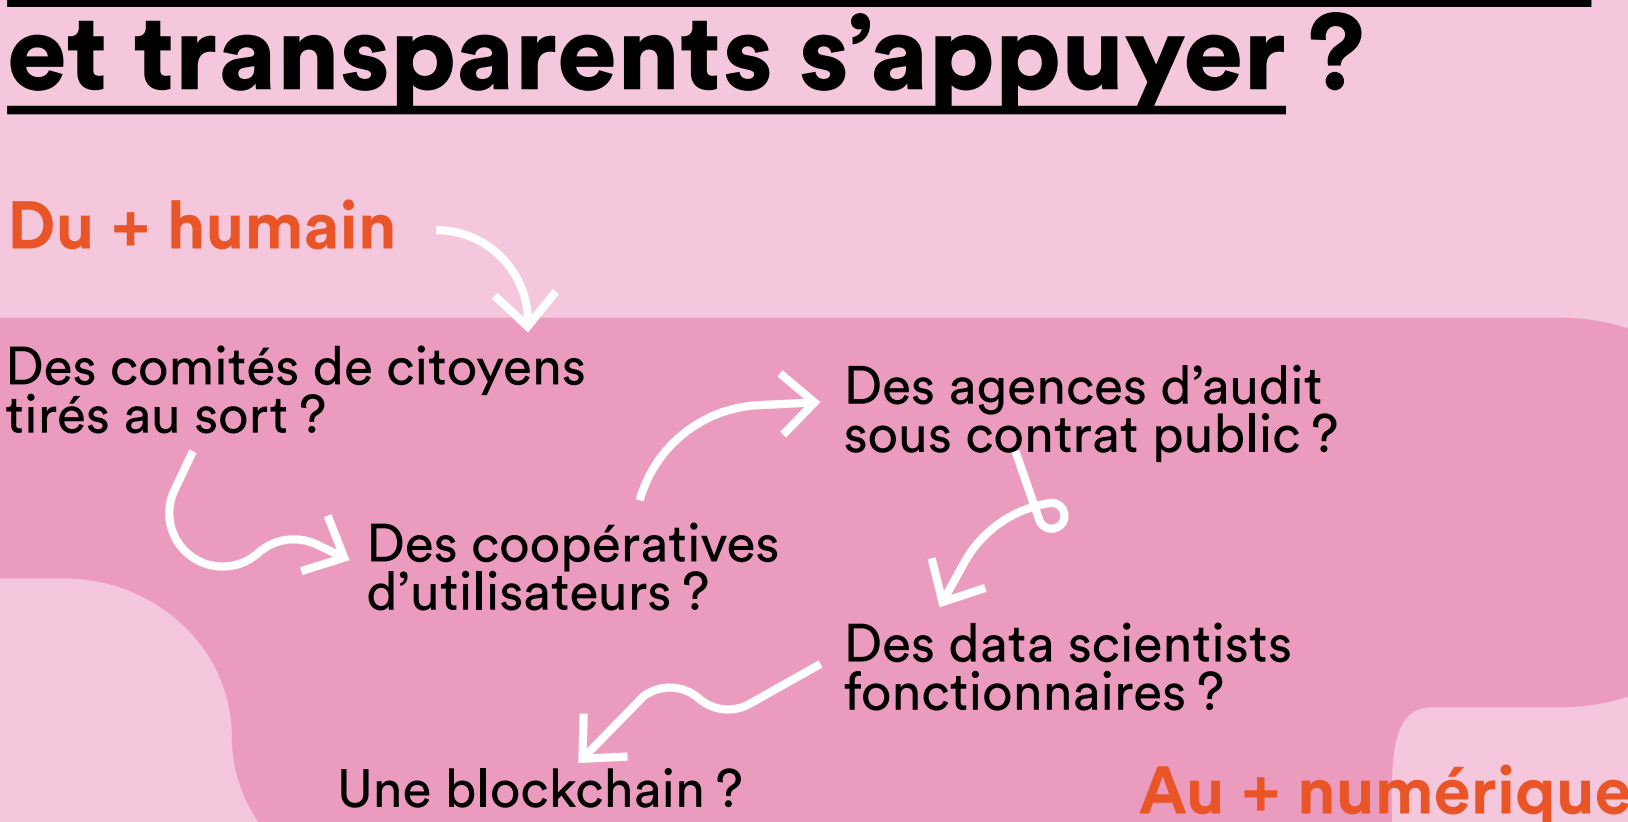 et transparents s’appuyer ?
Du + humain
Des comités de citoyens
tirés au sort ?
Des coopératives
d’utilisateurs ?
Des agences d’audit
sous contrat public ?
Des data scientists
fonctionnaires ?
Une blockchain ?
Au + numérique